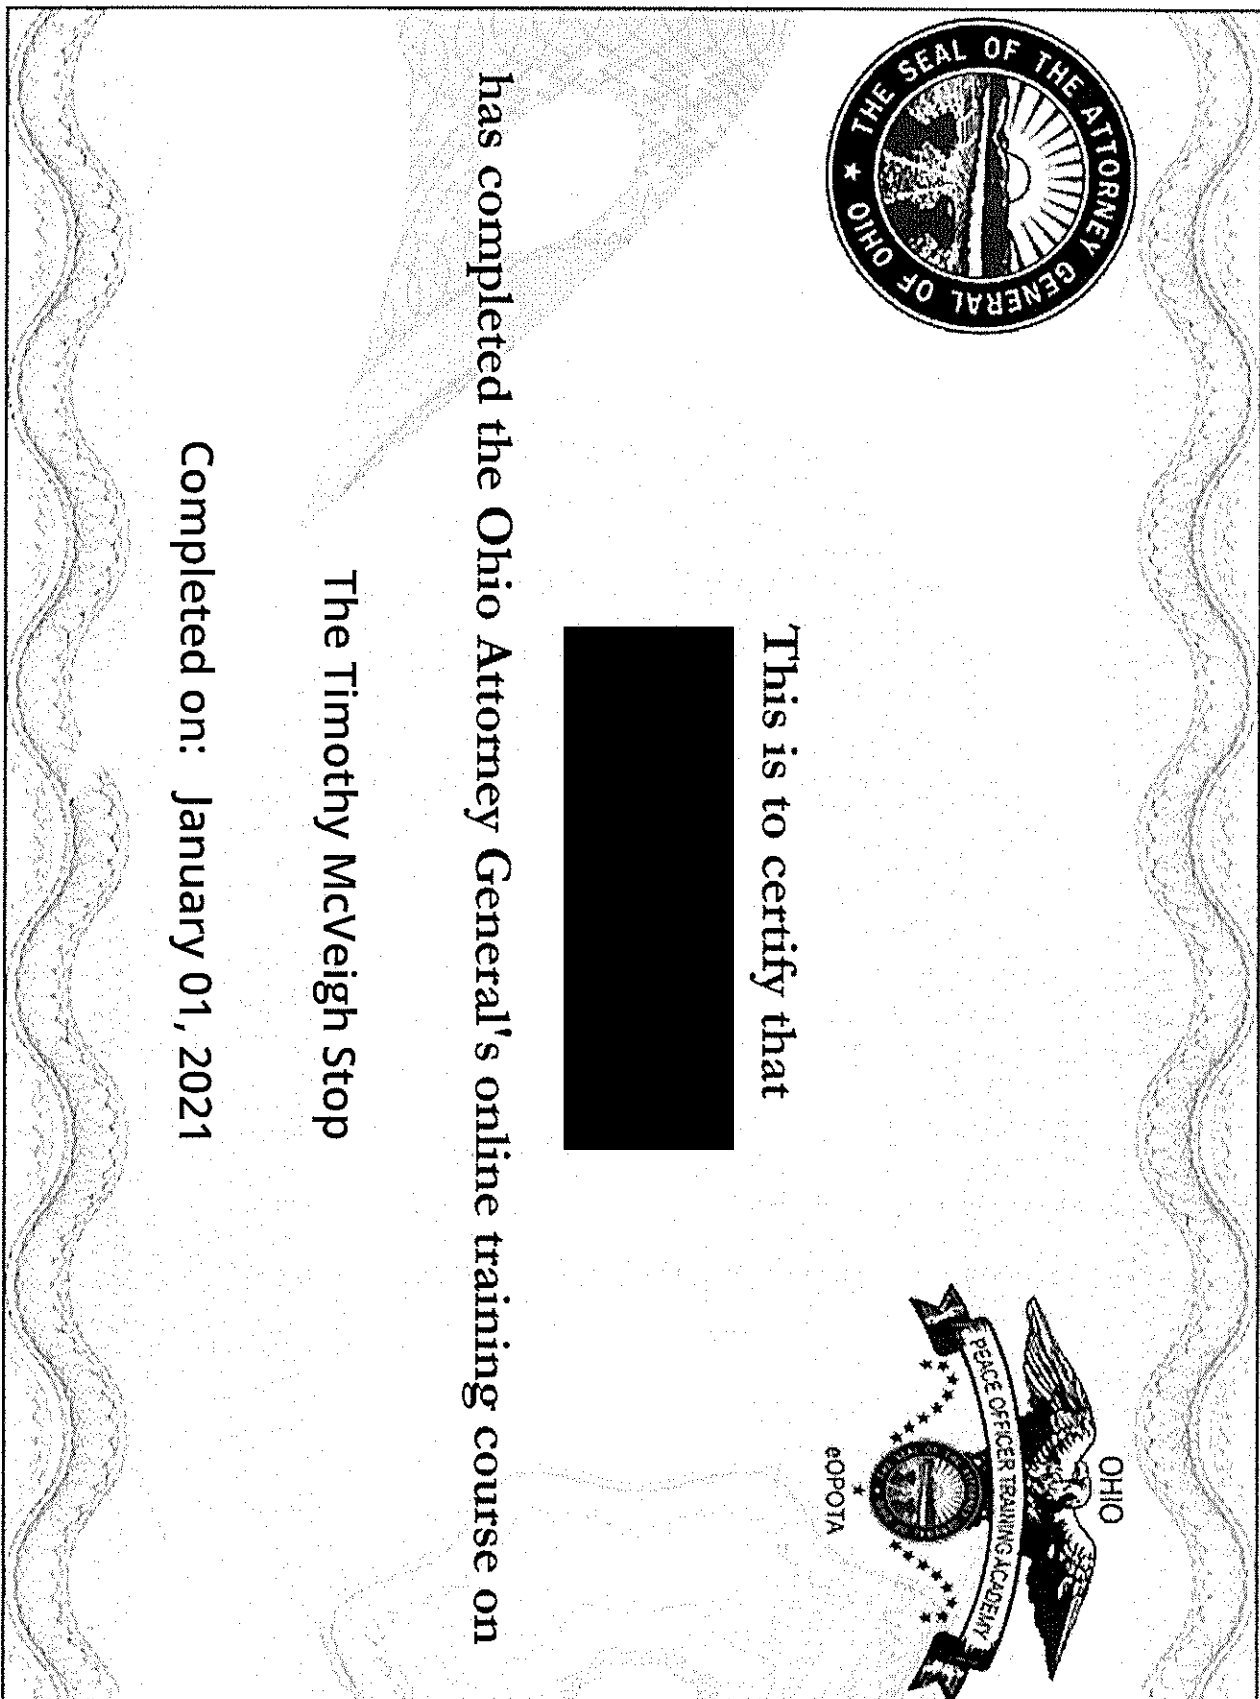 THE SEAL OF THE ATTORNEY GENERAL OF OHIO
OHIO
PEACE OFFICER TRAINING ACADEMY
eOPOTA
This is to certify that
has completed the Ohio Attorney General's online training course on
The Timothy McVeigh Stop
Completed on: January 01, 2021